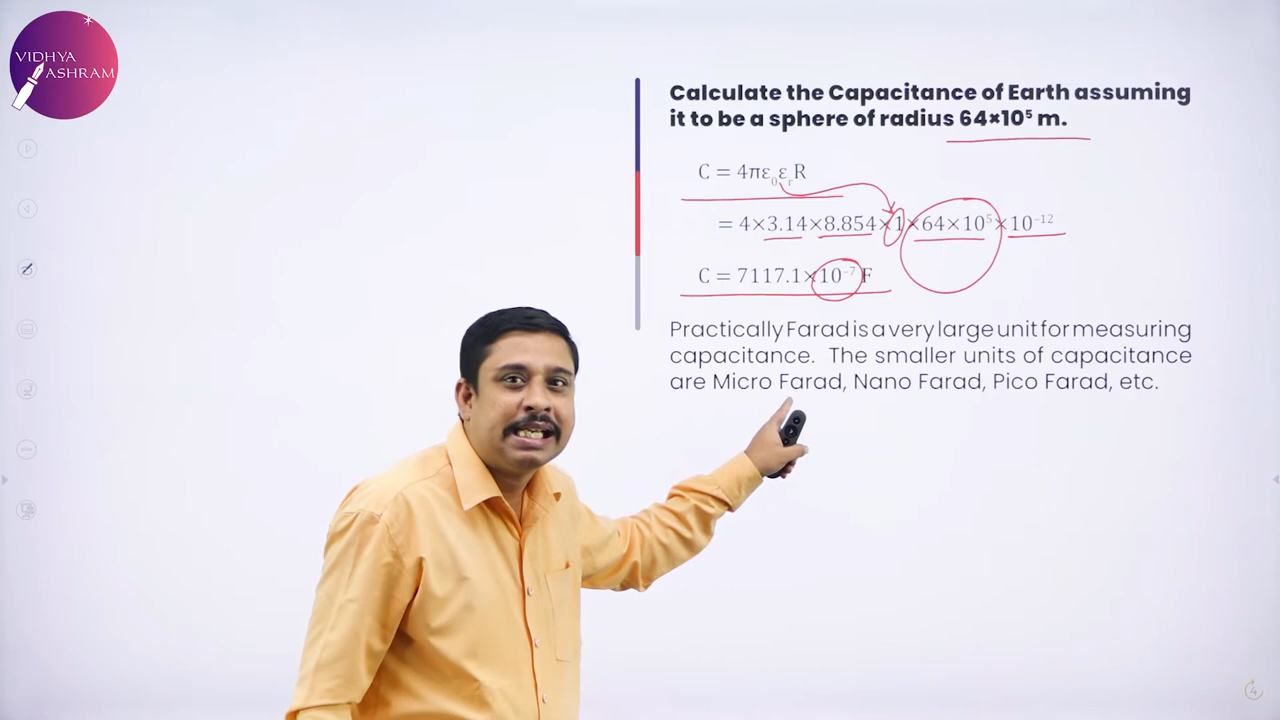 VIDHYA
ASHRAM
Calculate the Capacitance of Earth assuming
it to be a sphere of radius 64×10⁵ m.
C = 4πε₀εᵣR
= 4×3.14×8.854×1×64×10⁵×10⁻¹²
C = 7117.1×10⁻⁷ F
Practically Farad is a very large unit for measuring
capacitance. The smaller units of capacitance
are Micro Farad, Nano Farad, Pico Farad, etc.
4